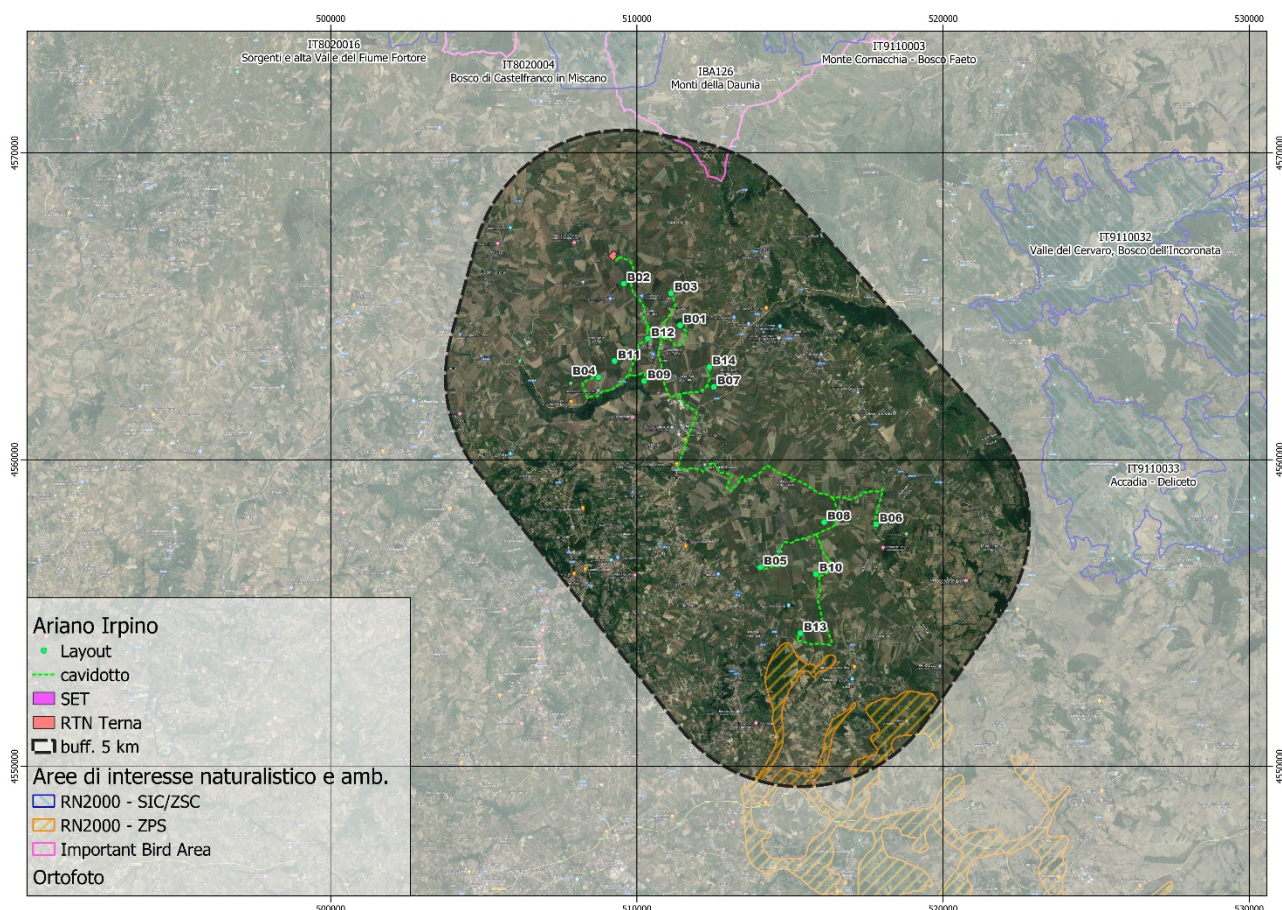 500000
510000
520000
530000
IT8020016
Sorgenti e alta Valle del Fiume Fortore
IT8020004
Bosco di Castelfranco in Miscano
IBA126
Monti della Daunia
IT9110003
Monte Cornacchia - Bosco Faeto
4570000
4570000
IT9110032
Valle del Cervaro, Bosco dell'Incoronata
B02
B03
B01
B12
B11
B14
B04
B09
B07
4560000
4560000
IT9110033
Accadia - Deliceto
B08
B06
B05
B10
B13
4550000
4550000
Ariano Irpino
Layout
cavidotto
SET
RTN Terna
buff. 5 km
Aree di interesse naturalistico e amb.
RN2000 - SIC/ZSC
RN2000 - ZPS
Important Bird Area
Ortofoto
500000
510000
520000
530000